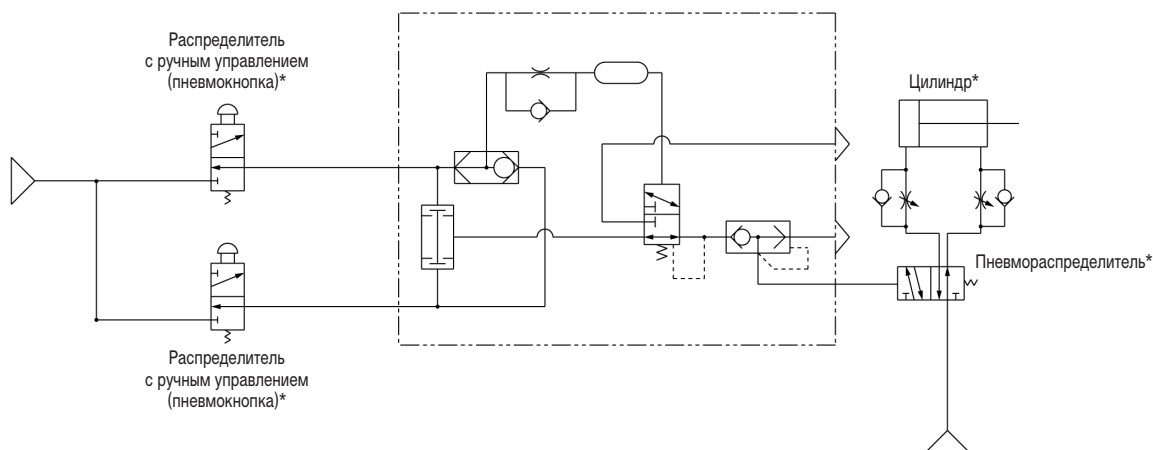 Распределитель
с ручным управлением
(пневмокнопка)*
Цилиндр*
Пневмораспределитель*
Распределитель
с ручным управлением
(пневмокнопка)*